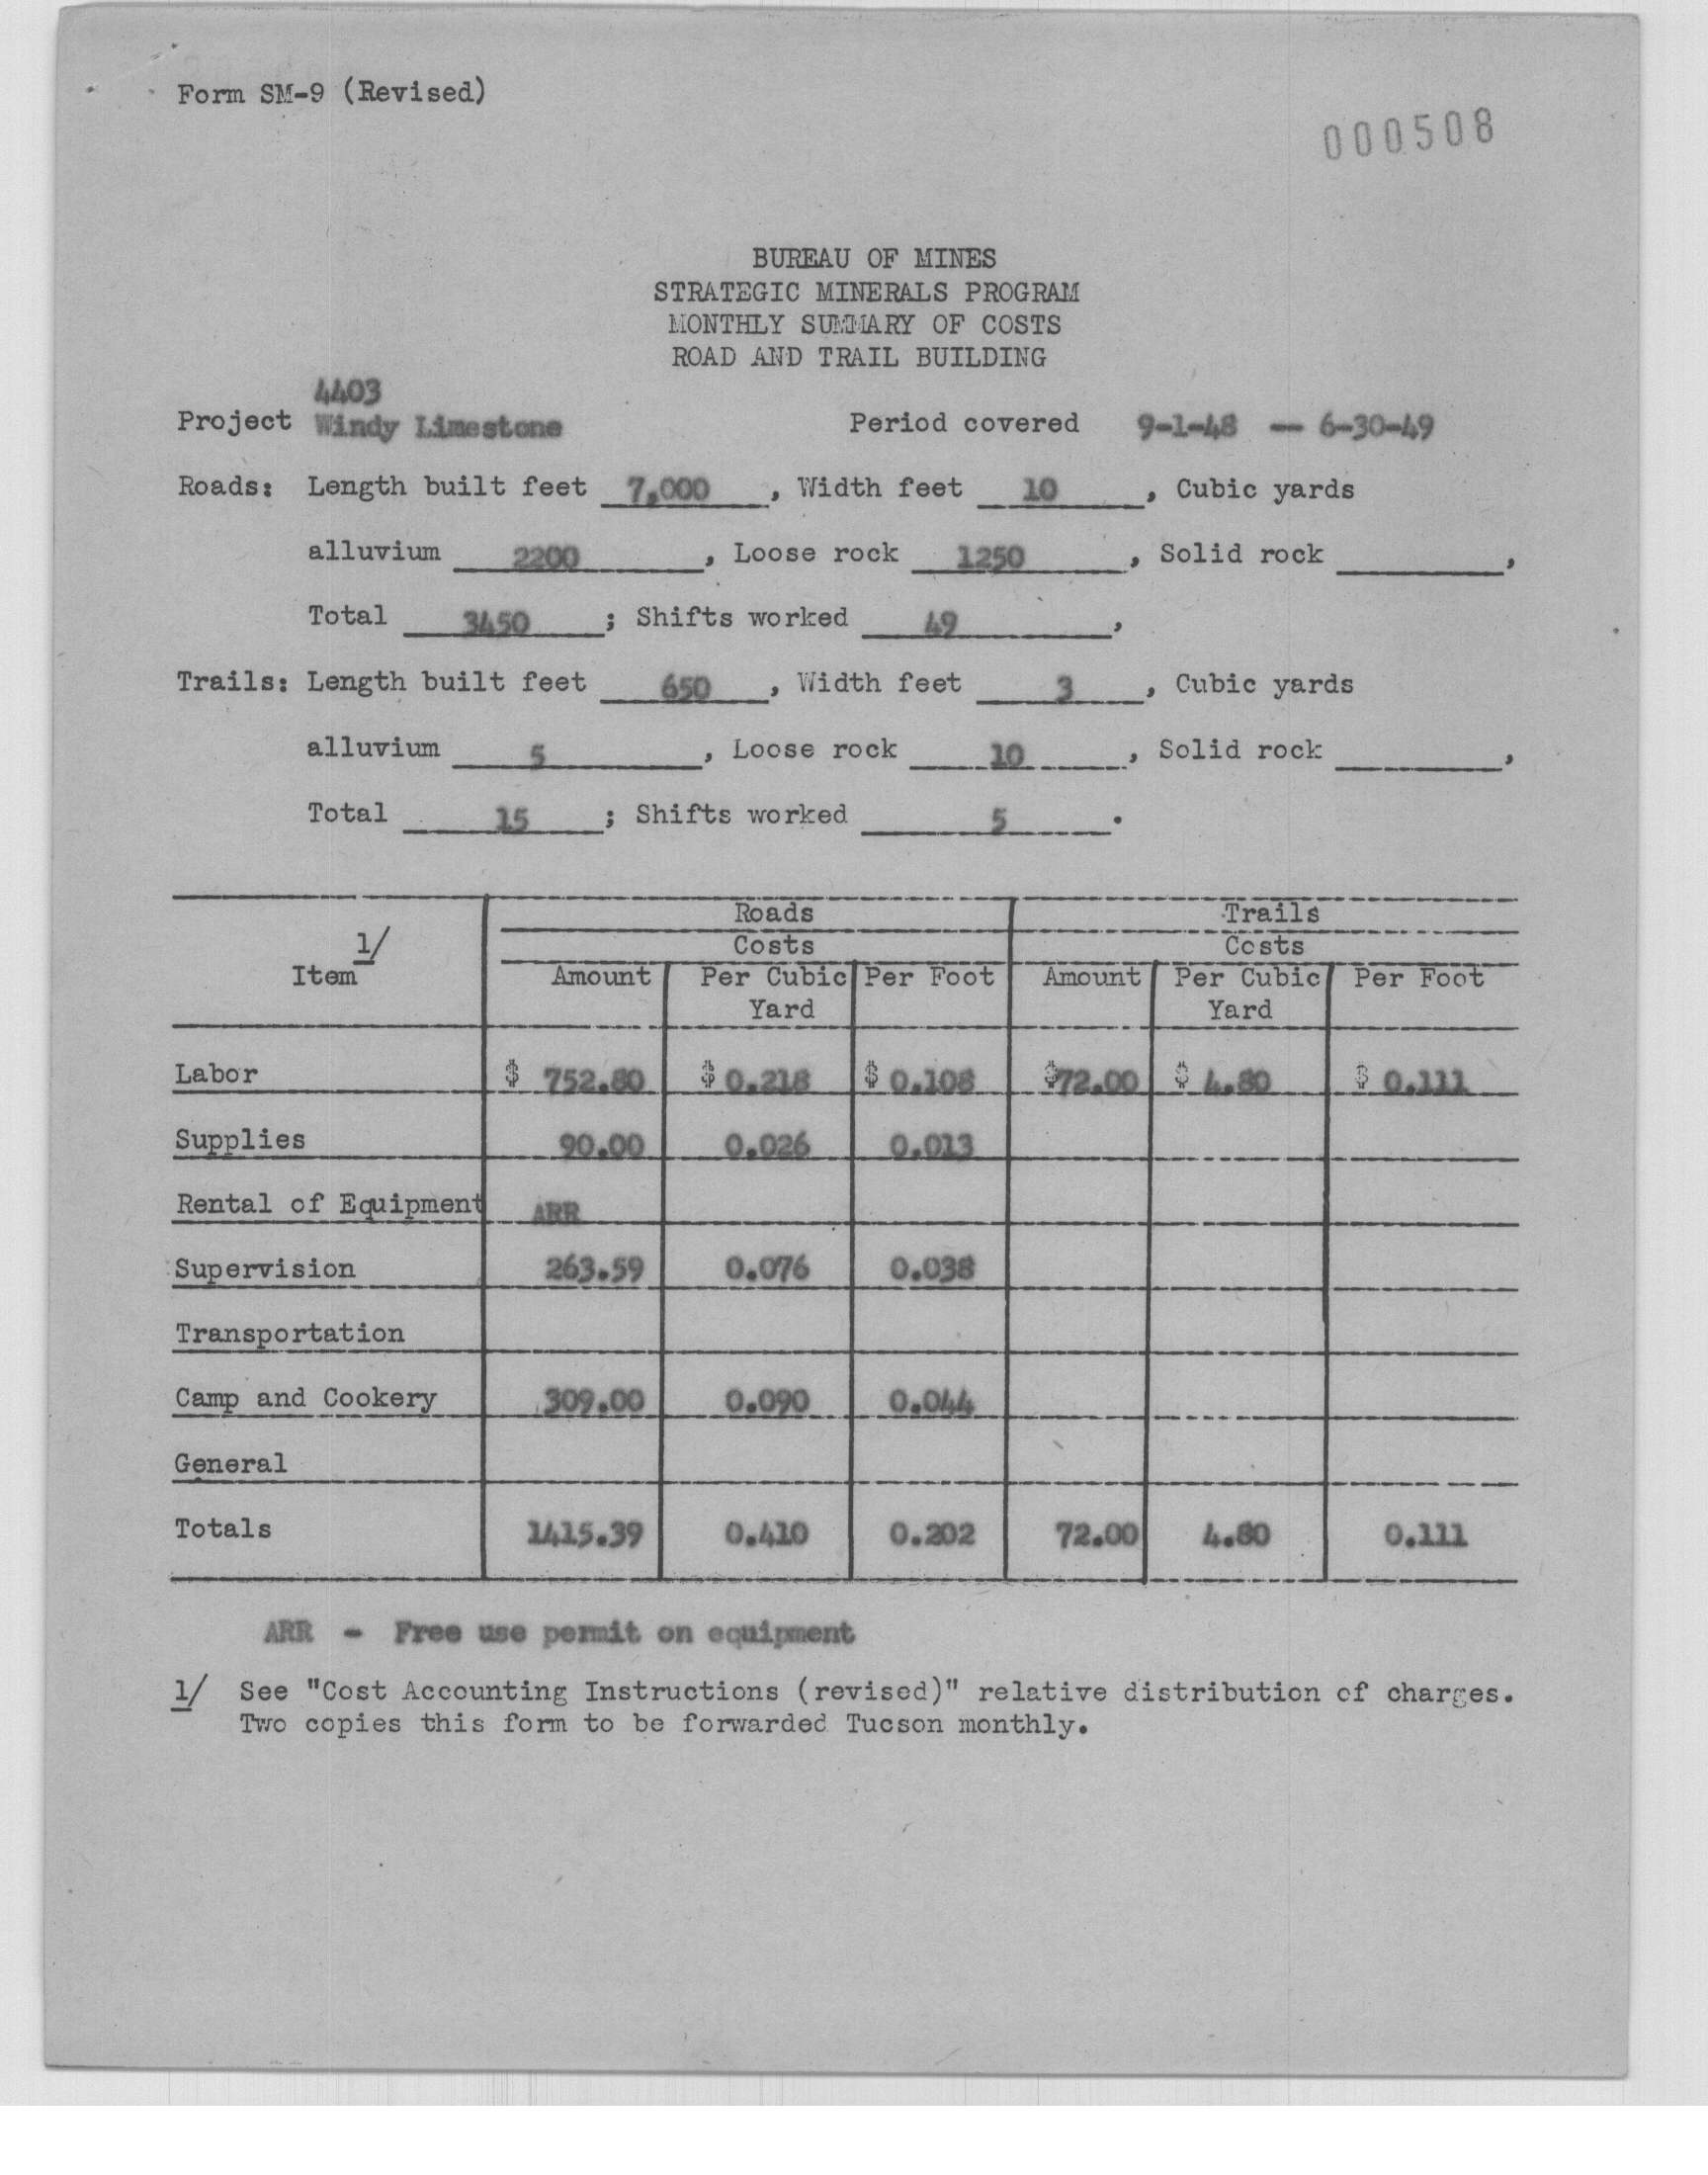 Form SM-9 (Revised)
000508
BUREAU OF MINES
STRATEGIC MINERALS PROGRAM
MONTHLY SUMMARY OF COSTS
ROAD AND TRAIL BUILDING
4403
Project Windy Limestone Period covered 9-1-48 -- 6-30-49
Roads: Length built feet 7,000, Width feet 10, Cubic yards
alluvium 2200, Loose rock 1250, Solid rock ,
Total 3450; Shifts worked 49,
Trails: Length built feet 650, Width feet 3, Cubic yards
alluvium 5, Loose rock 10, Solid rock ,
Total 15; Shifts worked 5.
Roads Trails
1/ Costs Costs
Item Amount Per Cubic Per Foot Amount Per Cubic Per Foot
Yard Yard
Labor $ 752.80 $ 0.218 $ 0.108 $72.00 $ 4.80 $ 0.111
Supplies 90.00 0.026 0.013
Rental of Equipment ARR
Supervision 263.59 0.076 0.038
Transportation
Camp and Cookery 309.00 0.090 0.044
General
Totals 1415.39 0.410 0.202 72.00 4.80 0.111
ARR - Free use permit on equipment
1/ See "Cost Accounting Instructions (revised)" relative distribution of charges.
Two copies this form to be forwarded Tucson monthly.